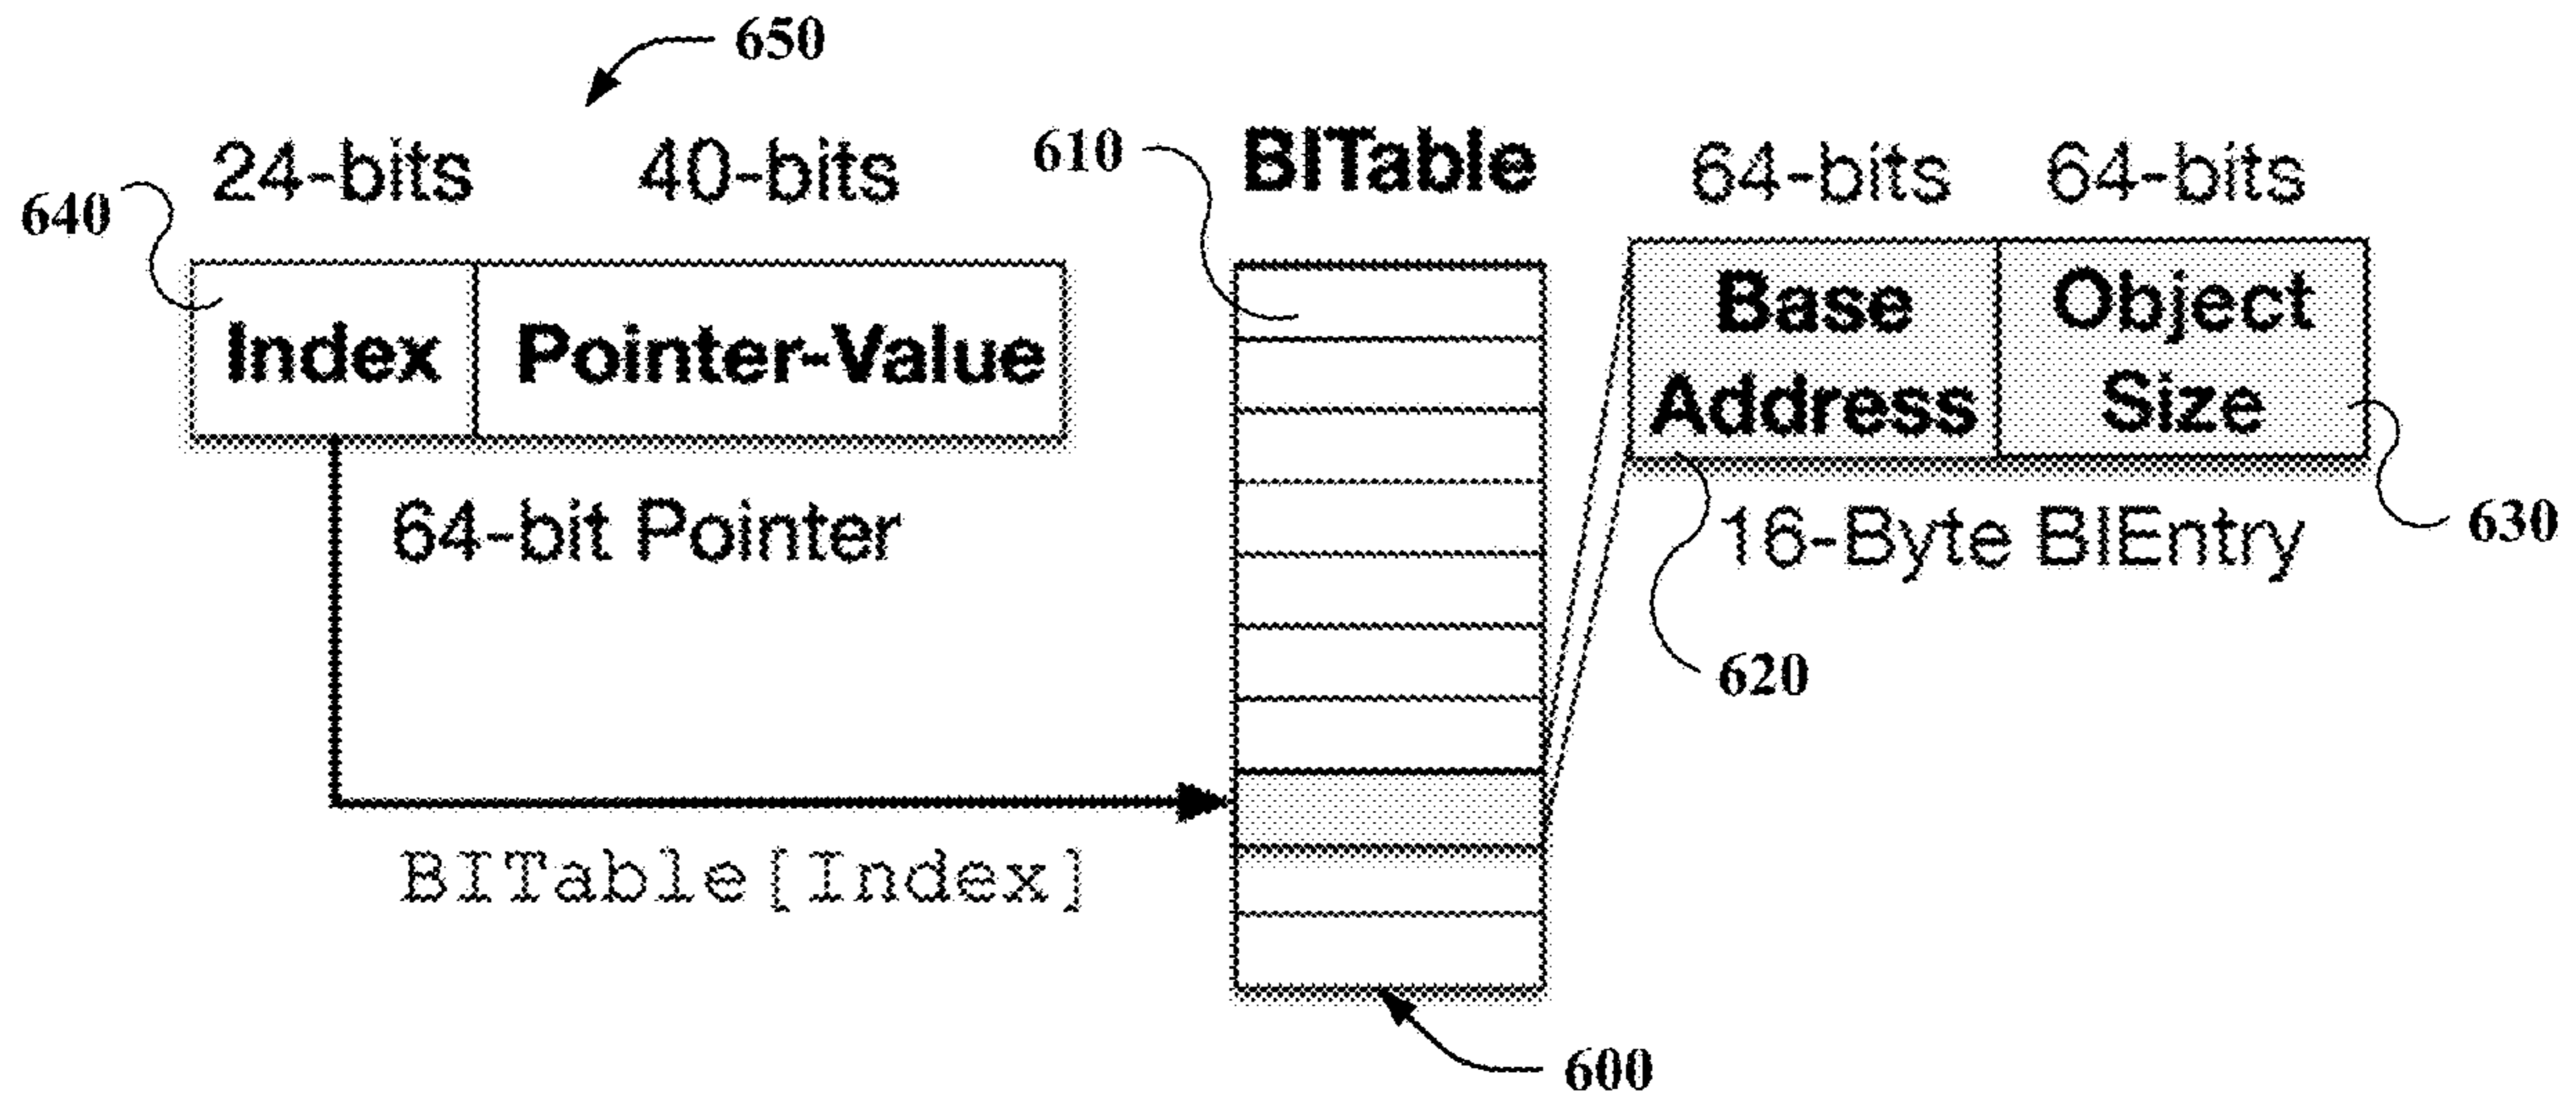 650
24-bits 40-bits 610 BITable 64-bits 64-bits
640
Index Pointer-Value
Base Address
Object Size
64-bit Pointer
16-Byte BIEntry
630
620
BITable[Index]
600